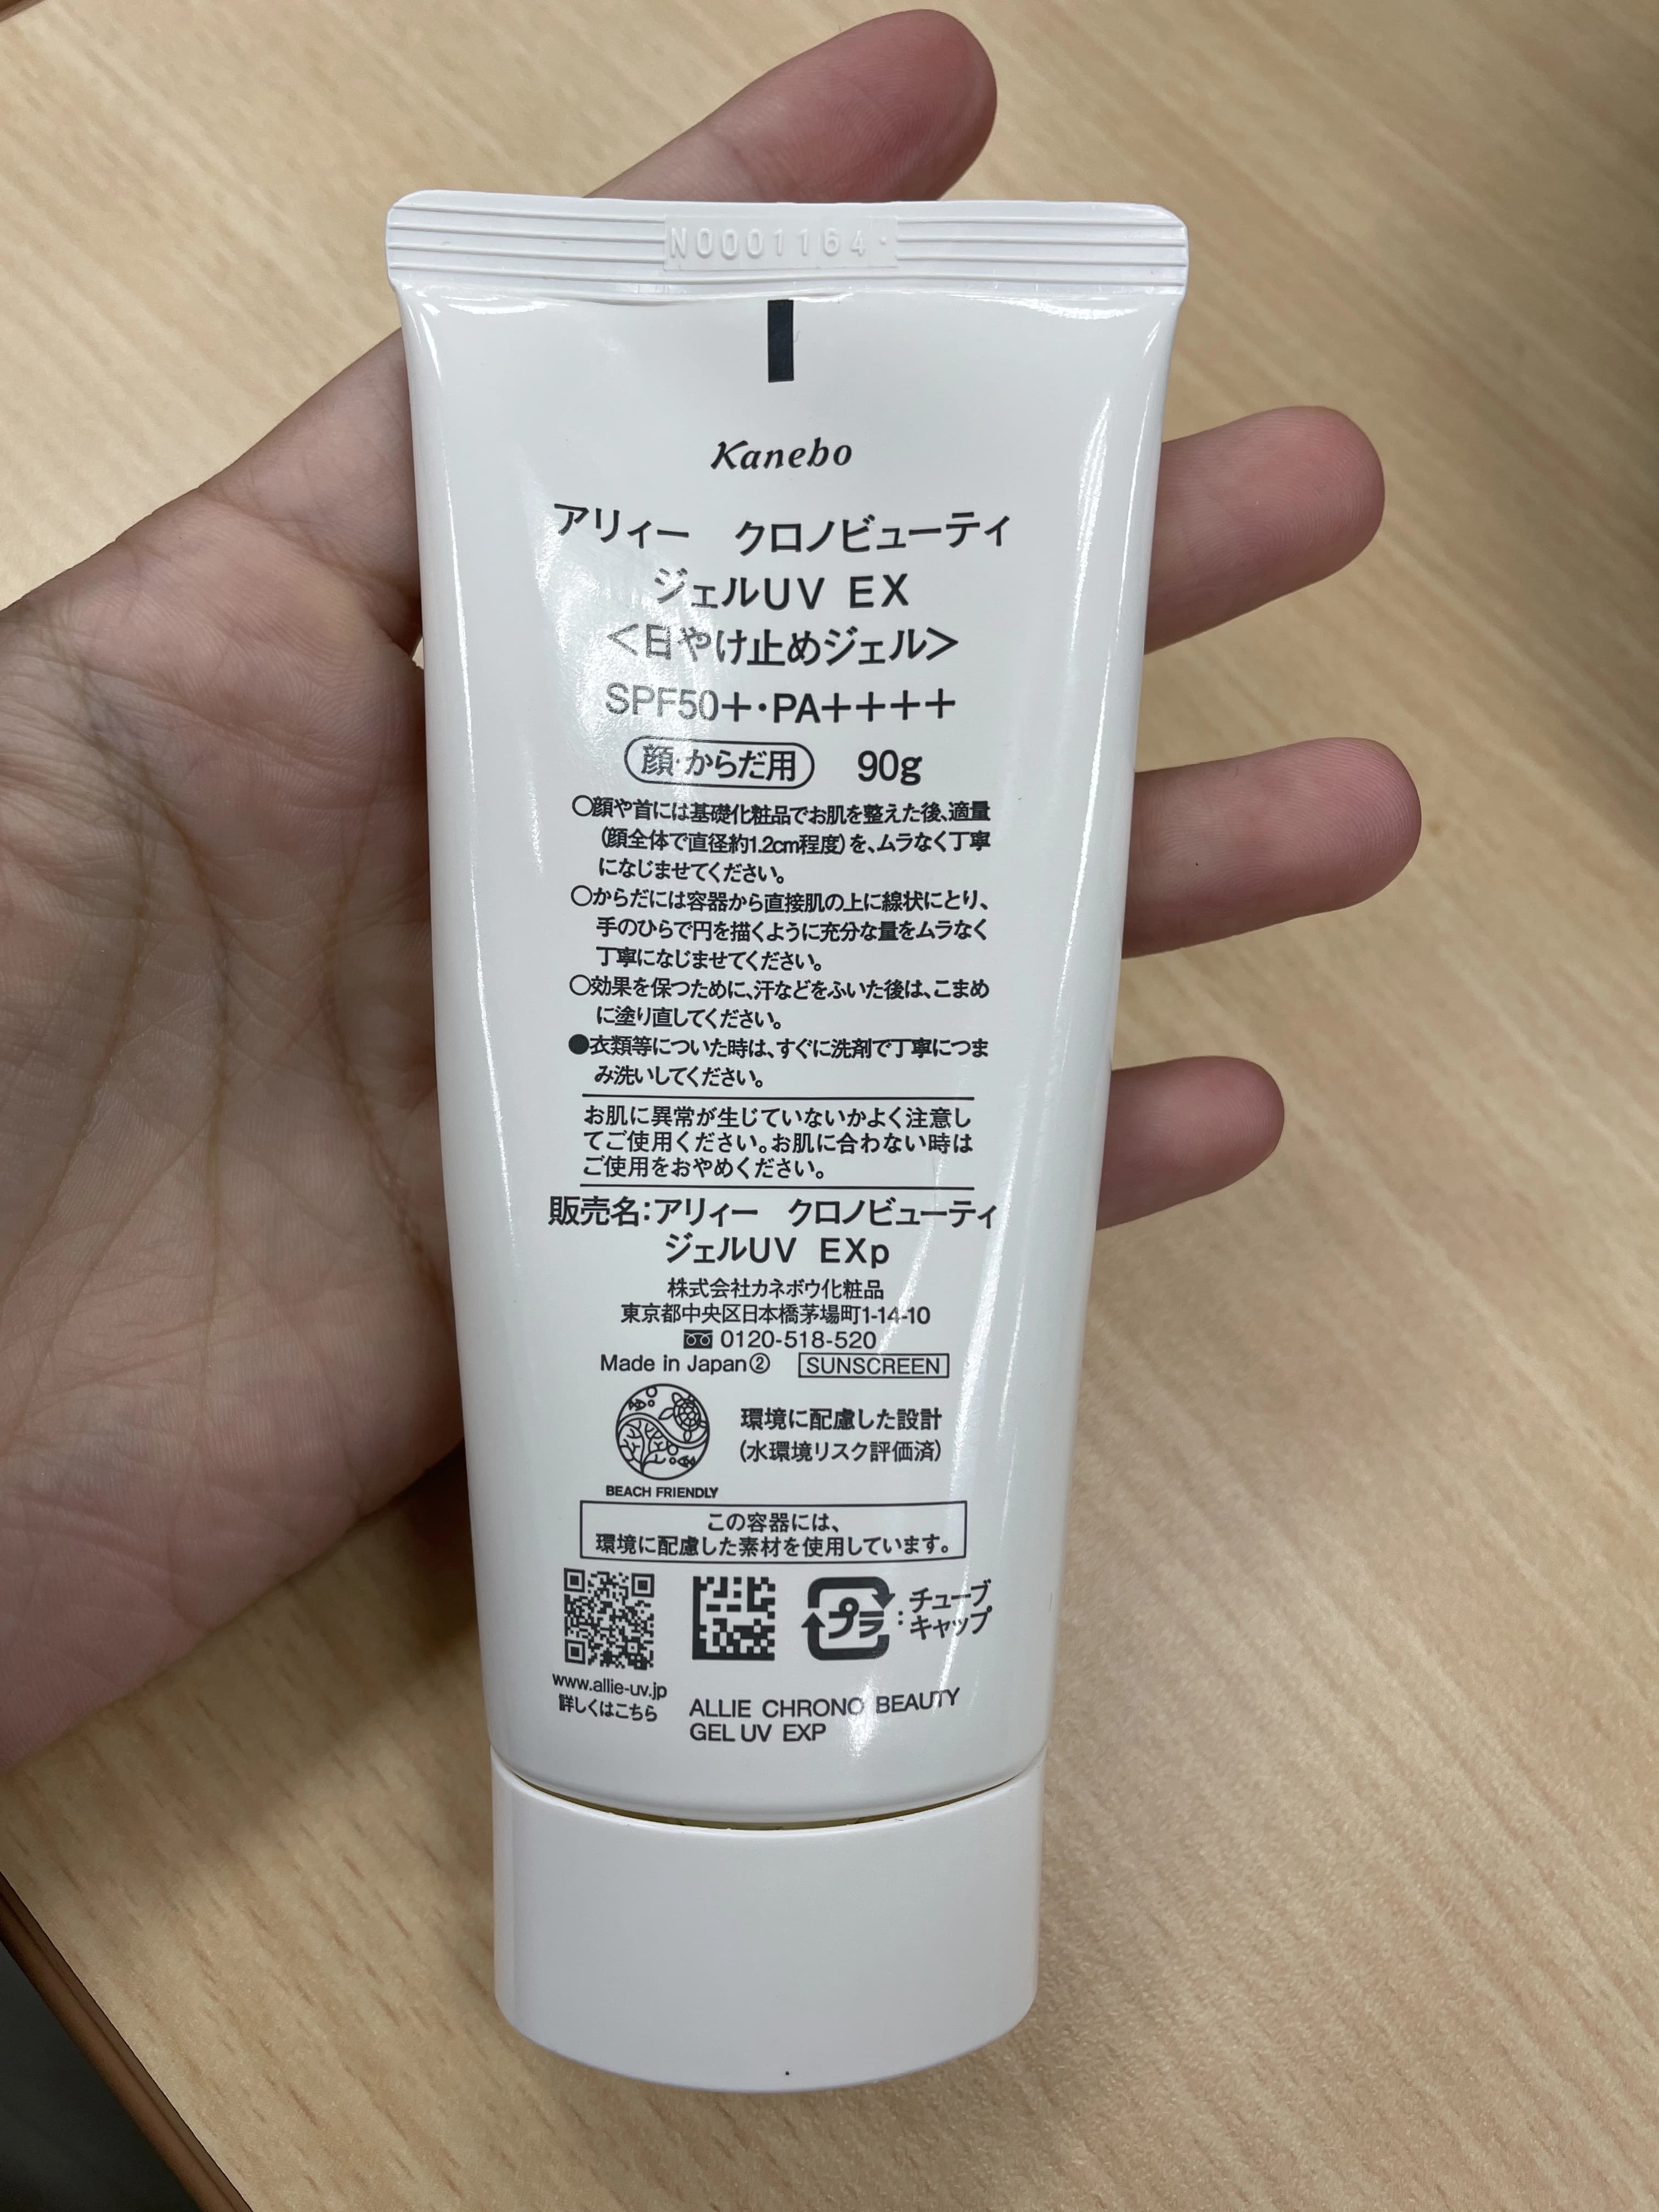 N0001164・
Kanebo
アリィー　クロノビューティ
ジェルUV EX
＜日やけ止めジェル＞
SPF50+・PA++++
顔・からだ用　90g
○顔や首には基礎化粧品でお肌を整えた後、適量
（顔全体で直径約1.2cm程度）を、ムラなく丁寧
になじませてください。
○からだには容器から直接肌の上に線状にとり、
手のひらで円を描くように充分な量をムラなく
丁寧になじませてください。
○効果を保つために、汗などをふいた後は、こまめ
に塗り直してください。
●衣類等についた時は、すぐに洗剤で丁寧につま
み洗いしてください。
お肌に異常が生じていないかよく注意し
てご使用ください。お肌に合わない時は
ご使用をおやめください。
販売名：アリィー　クロノビューティ
ジェルUV EXp
株式会社カネボウ化粧品
東京都中央区日本橋茅場町1-14-10
0120-518-520
Made in Japan② SUNSCREEN
環境に配慮した設計
（水環境リスク評価済）
BEACH FRIENDLY
この容器には、
環境に配慮した素材を使用しています。
プラ：チューブ
キャップ
www.allie-uv.jp
詳しくはこちら
ALLIE CHRONO BEAUTY
GEL UV EXP